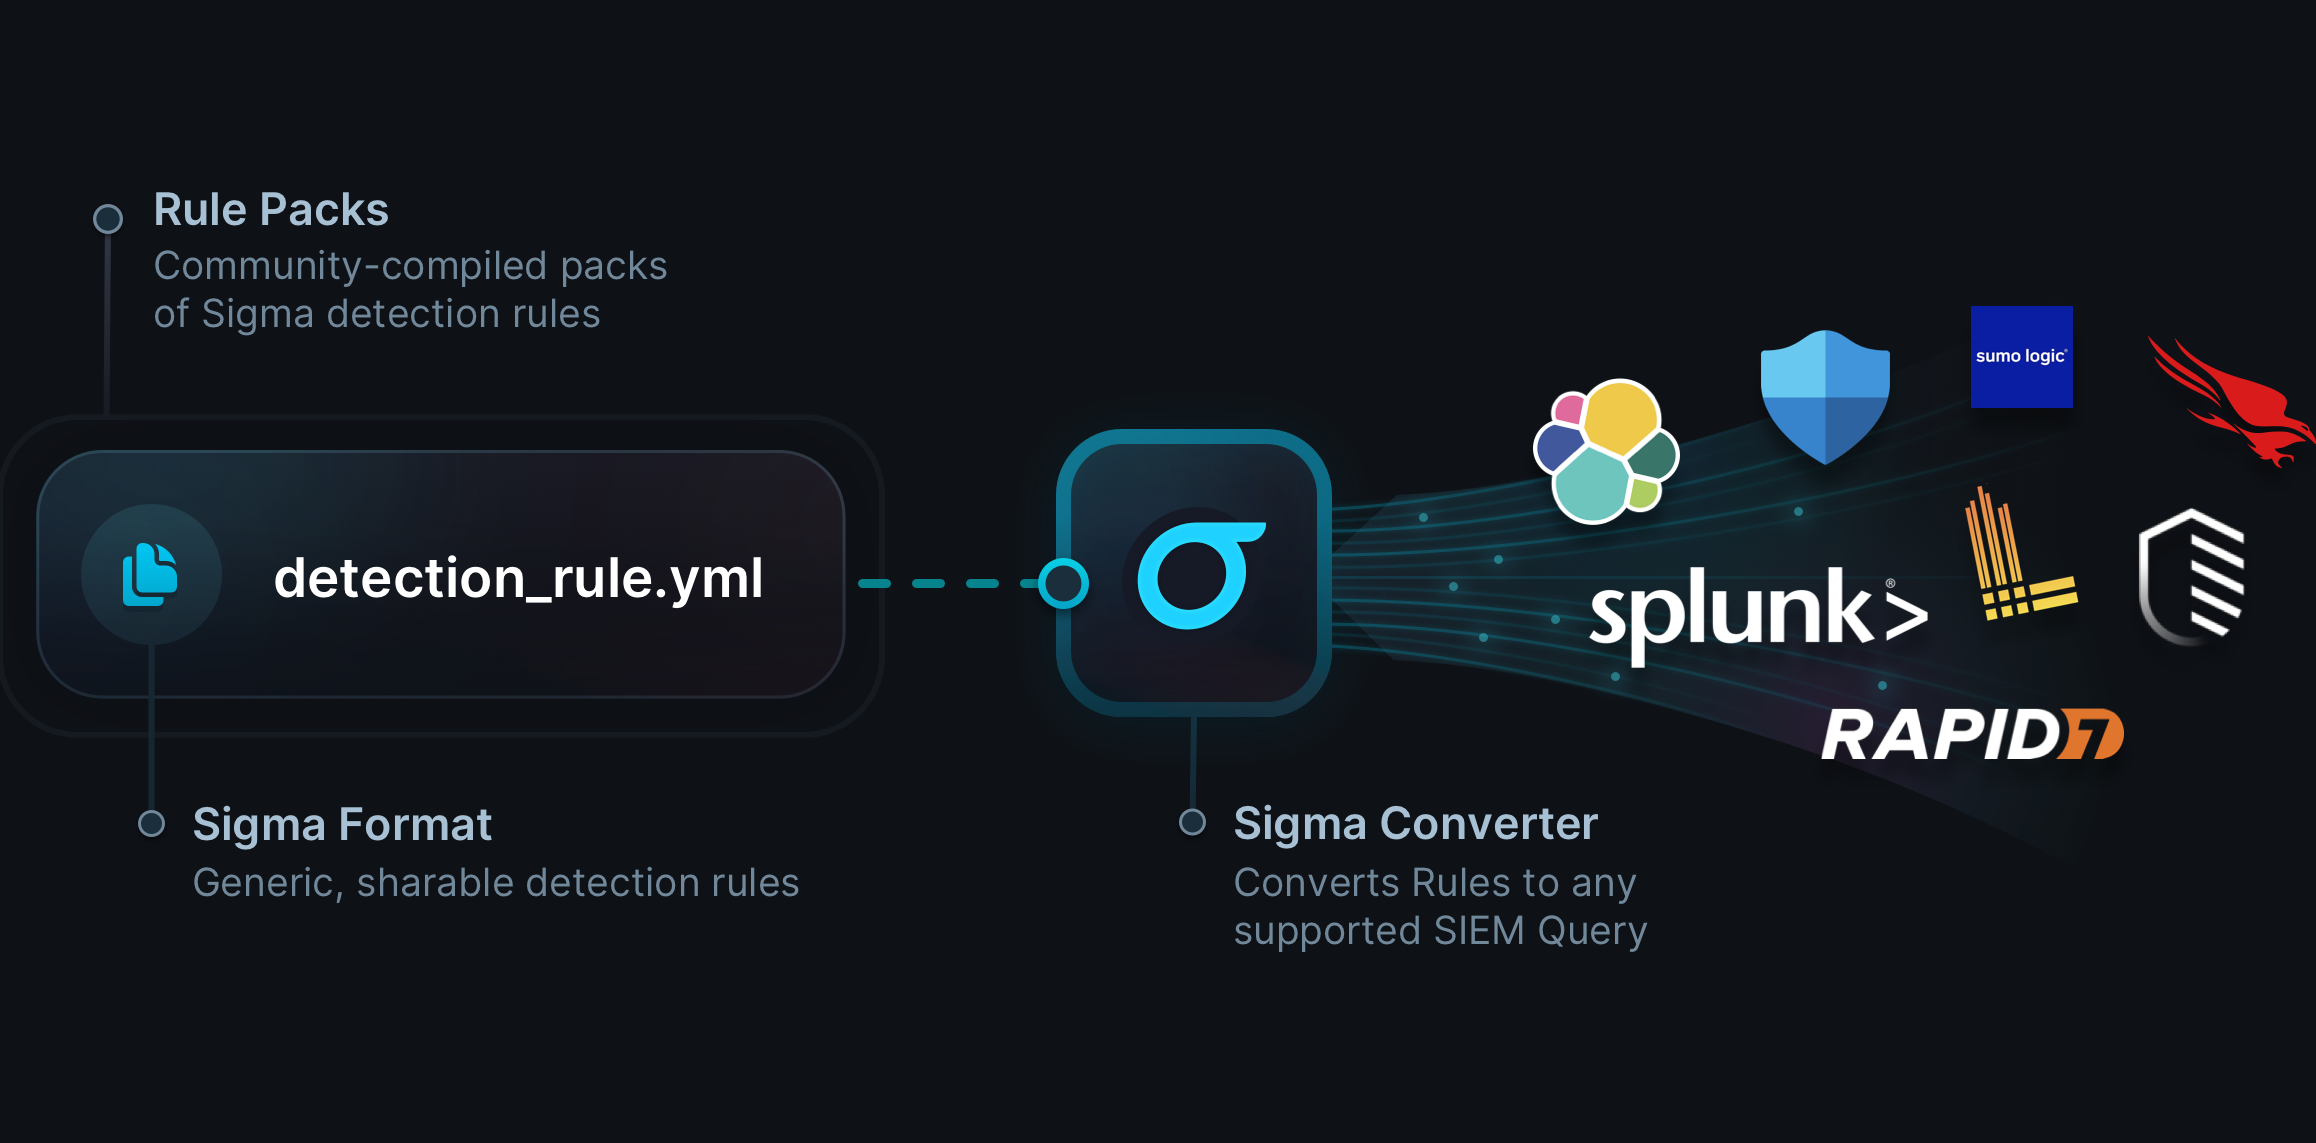 Rule Packs
Community-compiled packs
of Sigma detection rules
detection_rule.yml
Sigma Format
Generic, sharable detection rules
Sigma Converter
Converts Rules to any
supported SIEM Query
sumo logic
splunk>®
RAPID7